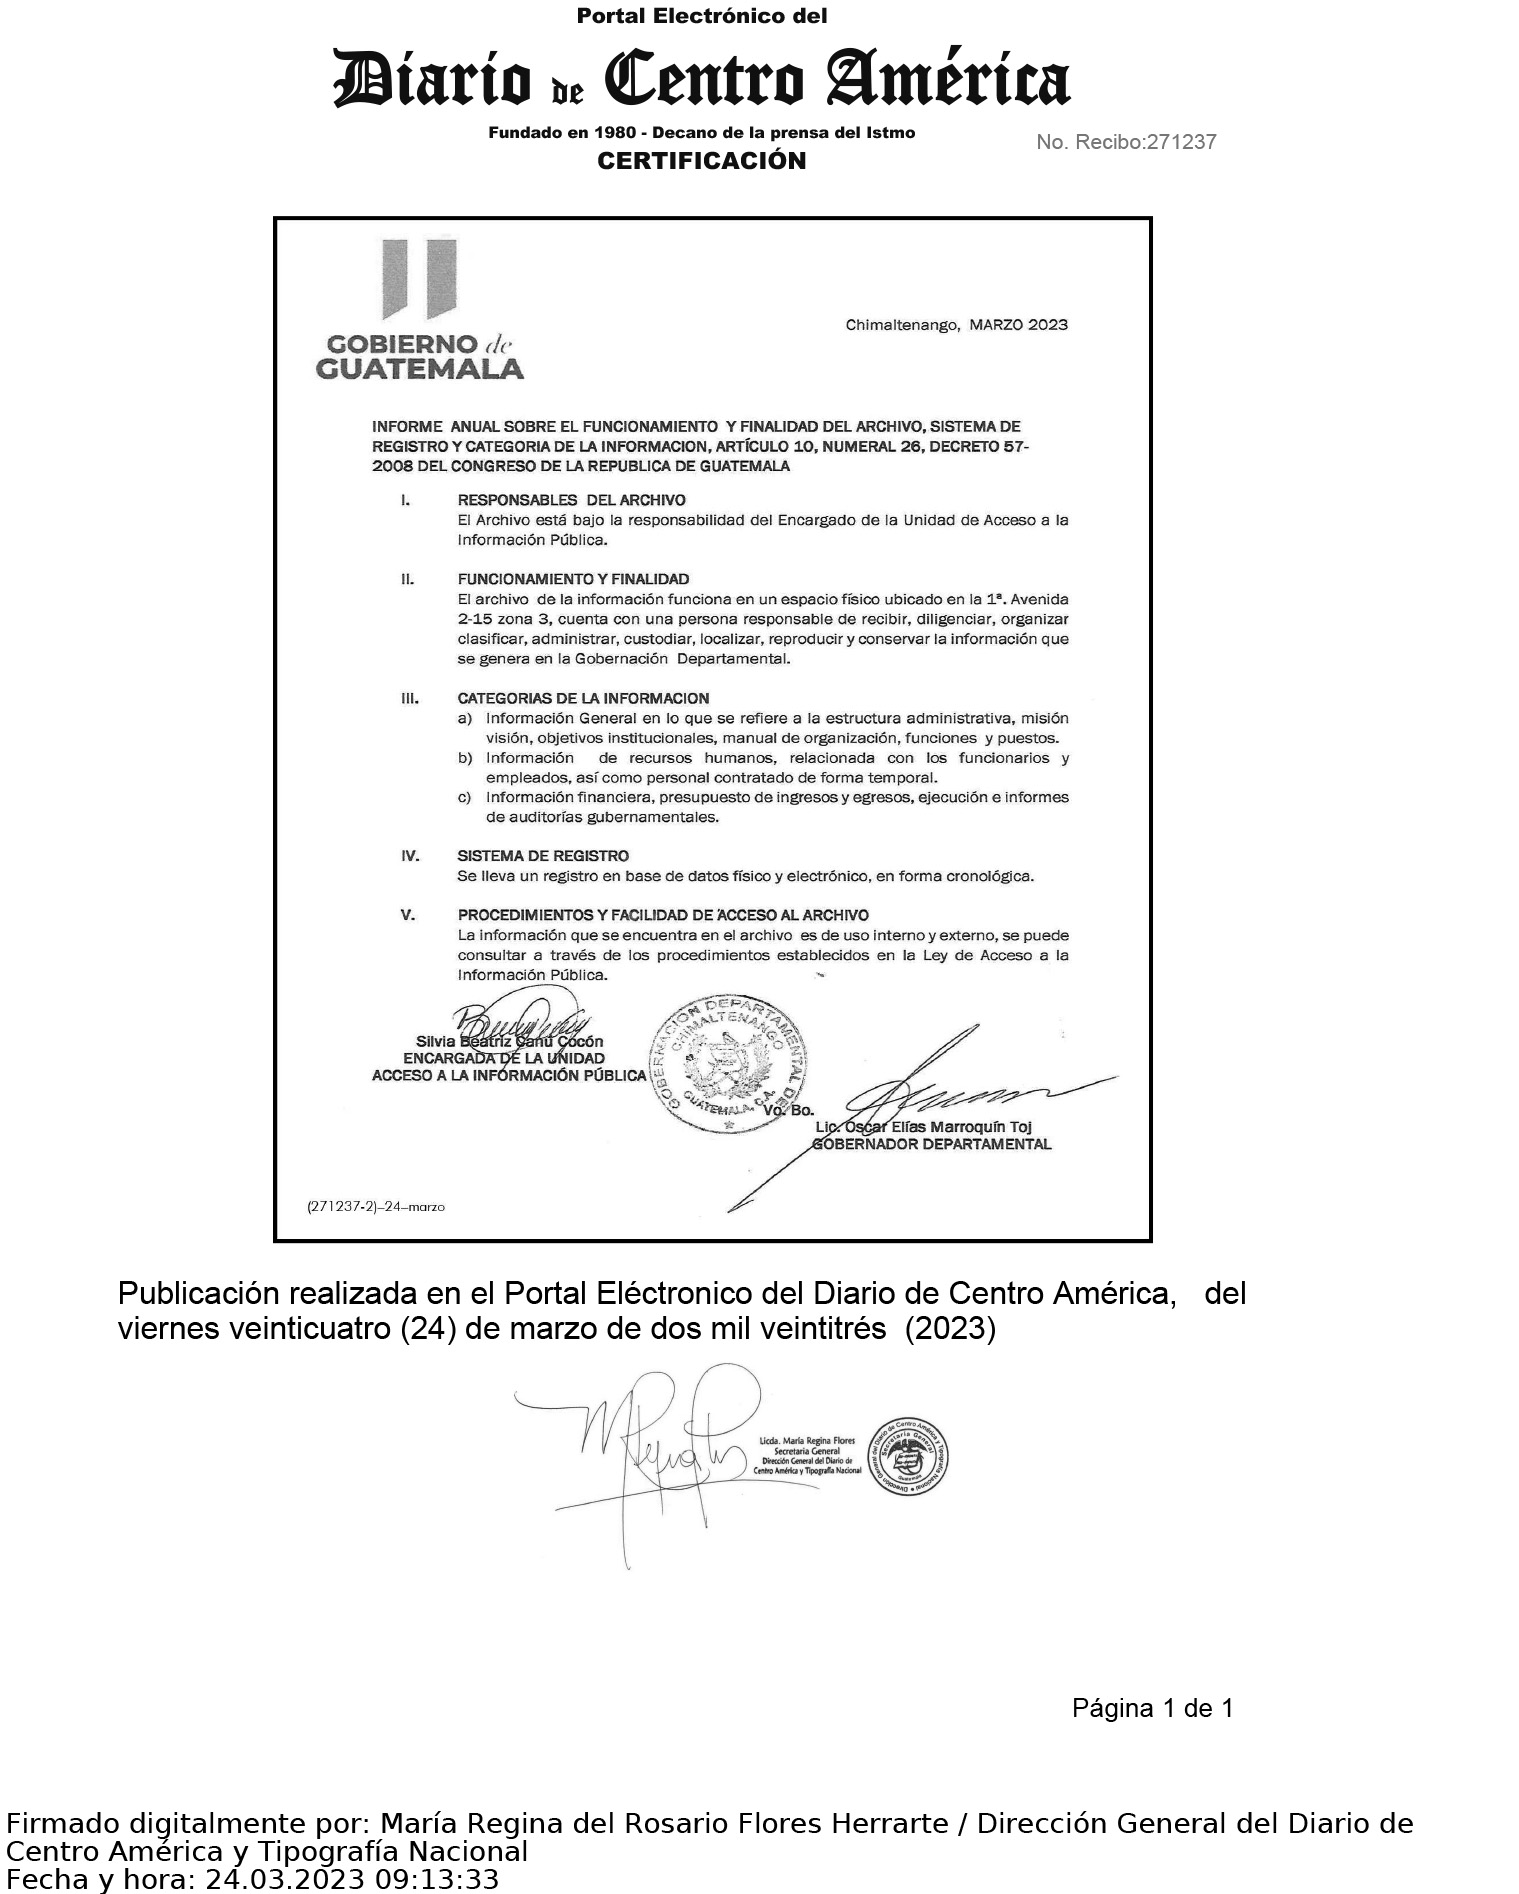 Portal Electrónico del
Diario de Centro América
Fundado en 1980 - Decano de la prensa del Istmo
No. Recibo:271237
CERTIFICACIÓN
GOBIERNO de
GUATEMALA
Chimaltenango, MARZO 2023
INFORME ANUAL SOBRE EL FUNCIONAMIENTO Y FINALIDAD DEL ARCHIVO, SISTEMA DE
REGISTRO Y CATEGORIA DE LA INFORMACION, ARTÍCULO 10, NUMERAL 26, DECRETO 57-
2008 DEL CONGRESO DE LA REPUBLICA DE GUATEMALA
I. RESPONSABLES DEL ARCHIVO
El Archivo está bajo la responsabilidad del Encargado de la Unidad de Acceso a la
Información Pública.
II. FUNCIONAMIENTO Y FINALIDAD
El archivo de la información funciona en un espacio físico ubicado en la 1ª. Avenida
2-15 zona 3, cuenta con una persona responsable de recibir, diligenciar, organizar
clasificar, administrar, custodiar, localizar, reproducir y conservar la información que
se genera en la Gobernación Departamental.
III. CATEGORIAS DE LA INFORMACION
a) Información General en lo que se refiere a la estructura administrativa, misión
visión, objetivos institucionales, manual de organización, funciones y puestos.
b) Información de recursos humanos, relacionada con los funcionarios y
empleados, así como personal contratado de forma temporal.
c) Información financiera, presupuesto de ingresos y egresos, ejecución e informes
de auditorías gubernamentales.
IV. SISTEMA DE REGISTRO
Se lleva un registro en base de datos físico y electrónico, en forma cronológica.
V. PROCEDIMIENTOS Y FACILIDAD DE ACCESO AL ARCHIVO
La información que se encuentra en el archivo es de uso interno y externo, se puede
consultar a través de los procedimientos establecidos en la Ley de Acceso a la
Información Pública.
Silvia Beatriz Canú Cocón
ENCARGADA DE LA UNIDAD
ACCESO A LA INFORMACIÓN PÚBLICA
GOBERNACION DEPARTAMENTAL DE
CHIMALTENANGO
GUATEMALA, C.A.
Vo. Bo.
Lic. Oscar Elías Marroquín Toj
GOBERNADOR DEPARTAMENTAL
(271237-2)–24–marzo
Publicación realizada en el Portal Eléctronico del Diario de Centro América, del
viernes veinticuatro (24) de marzo de dos mil veintitrés (2023)
Licda. María Regina Flores
Secretaria General
Dirección General del Diario de
Centro América y Tipografía Nacional
Dirección General del Diario de Centro América y Tipografía Nacional
Secretaría General
Guatemala
Página 1 de 1
Firmado digitalmente por: María Regina del Rosario Flores Herrarte / Dirección General del Diario de
Centro América y Tipografía Nacional
Fecha y hora: 24.03.2023 09:13:33